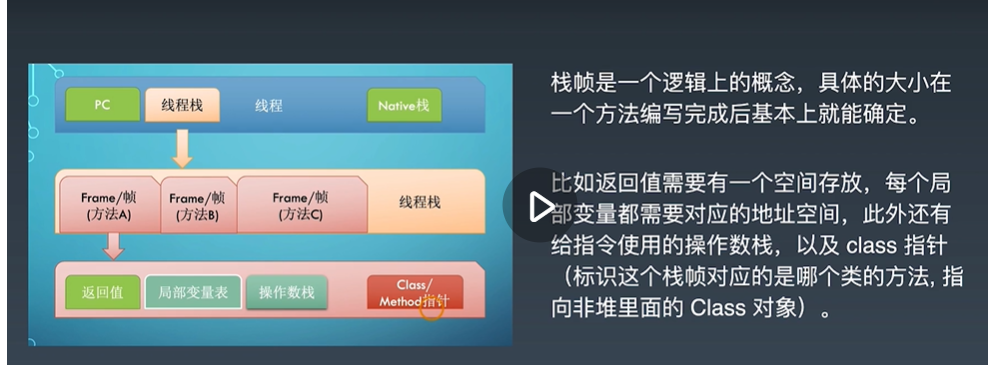 PC
线程栈
线程
Native栈
Frame/帧
(方法A)
Frame/帧
(方法B)
Frame/帧
(方法C)
线程栈
返回值
局部变量表
操作数栈
Class/
Method指针
栈帧是一个逻辑上的概念，具体的大小在
一个方法编写完成后基本上就能确定。
比如返回值需要有一个空间存放，每个局
部变量都需要对应的地址空间，此外还有
给指令使用的操作数栈，以及 class 指针
（标识这个栈帧对应的是哪个类的方法, 指
向非堆里面的 Class 对象）。